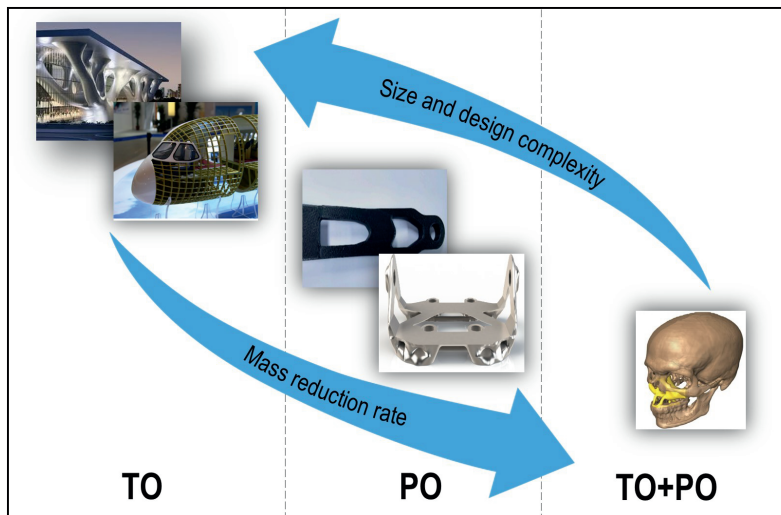 Size and design complexity
Mass reduction rate
TO
PO
TO+PO